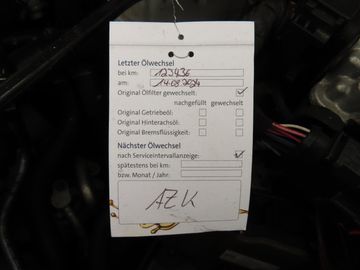 Letzter Ölwechsel
bei km: 123436
am: 14.08.2024
Original Ölfilter gewechselt:
nachgefüllt gewechselt
Original Getriebeöl:
Original Hinterachsöl:
Original Bremsflüssigkeit:
Nächster Ölwechsel
nach Serviceintervallanzeige:
spätestens bei km:
bzw. Monat / Jahr:
AZK